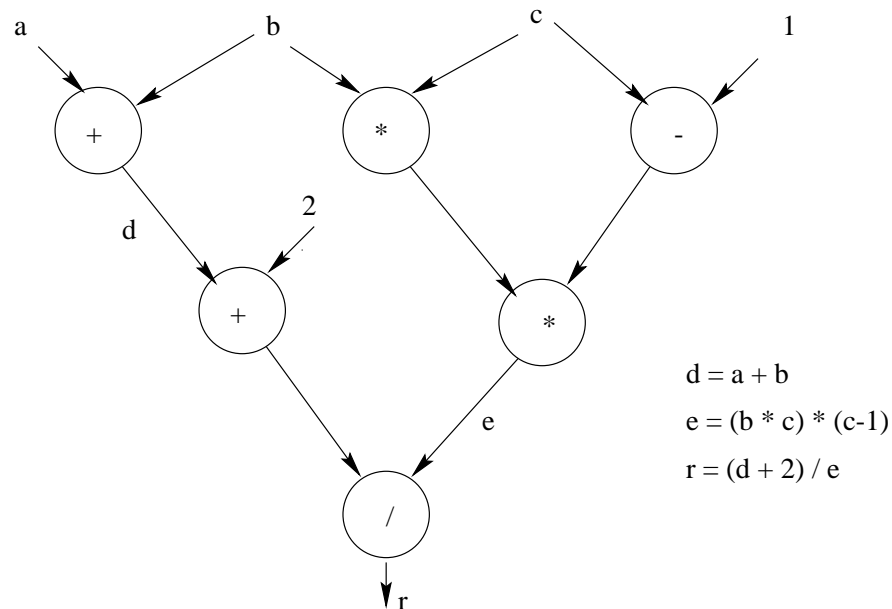 a
b
c
1
+
*
-
d
2
+
*
d = a + b
e
e = (b * c) * (c-1)
r = (d + 2) / e
/
r